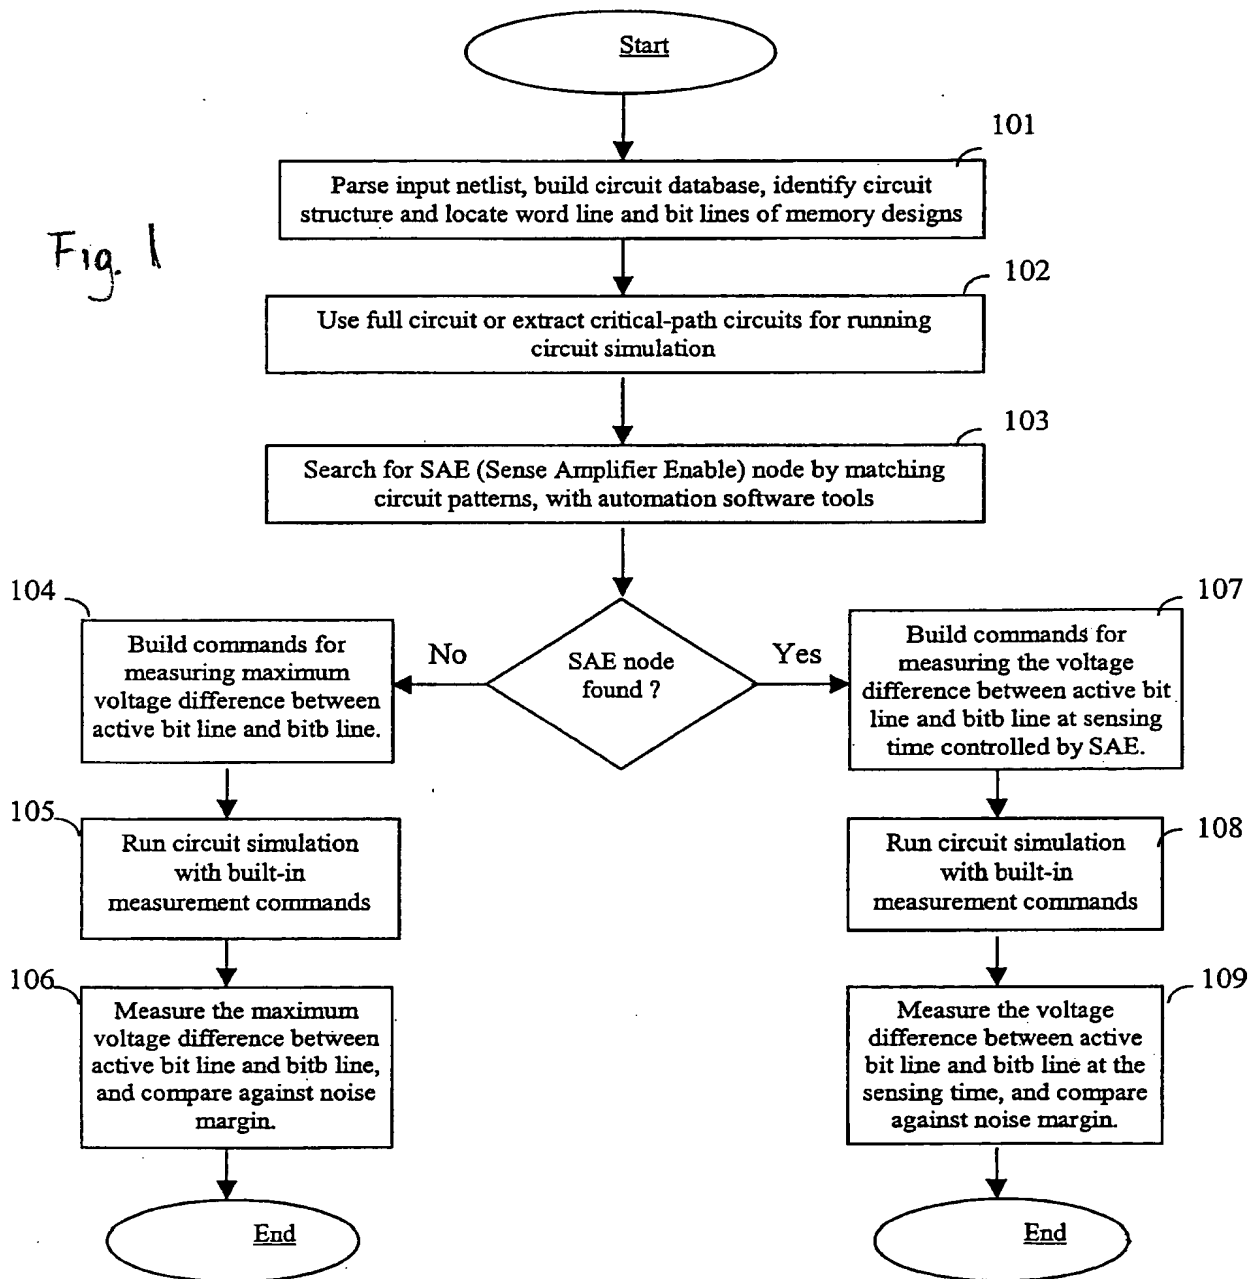 Start
101
Parse input netlist, build circuit database, identify circuit
structure and locate word line and bit lines of memory designs
Fig. 1
102
Use full circuit or extract critical-path circuits for running
circuit simulation
103
Search for SAE (Sense Amplifier Enable) node by matching
circuit patterns, with automation software tools
104
Build commands for
measuring maximum
voltage difference between
active bit line and bitb line.
No
SAE node
found ?
Yes
107
Build commands for
measuring the voltage
difference between active bit
line and bitb line at sensing
time controlled by SAE.
105
Run circuit simulation
with built-in
measurement commands
108
Run circuit simulation
with built-in
measurement commands
106
Measure the maximum
voltage difference between
active bit line and bitb line,
and compare against noise
margin.
109
Measure the voltage
difference between active
bit line and bitb line at the
sensing time, and compare
against noise margin.
End
End